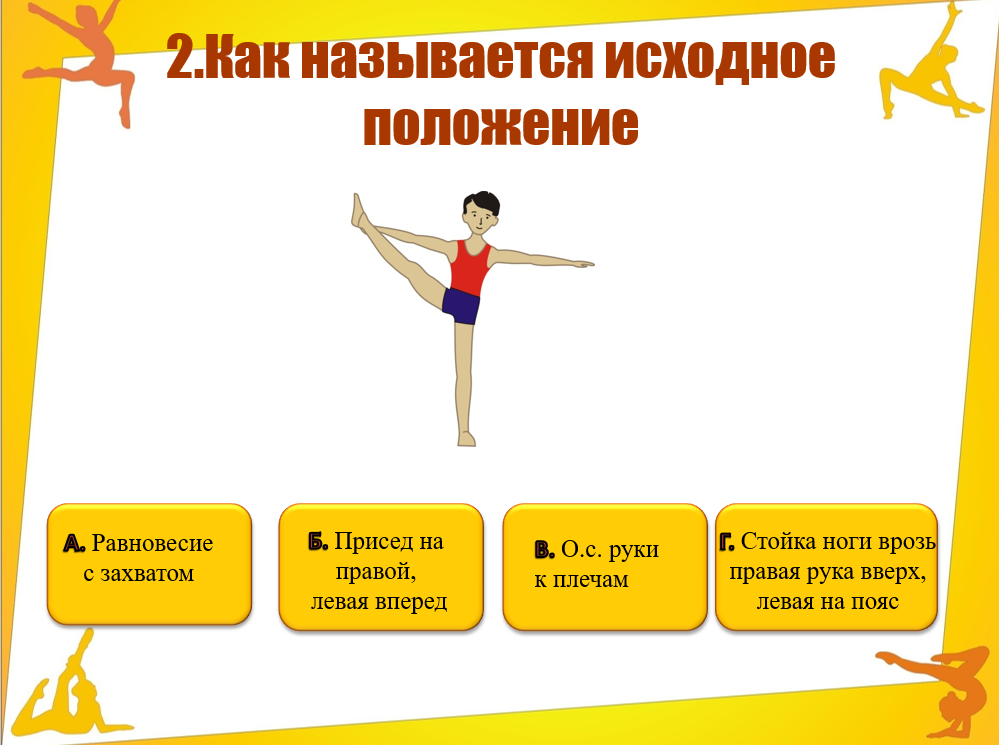 2.Как называется исходное
положение
А. Равновесие
с захватом
Б. Присед на
правой,
левая вперед
В. О.с. руки
к плечам
Г. Стойка ноги врозь
правая рука вверх,
левая на пояс